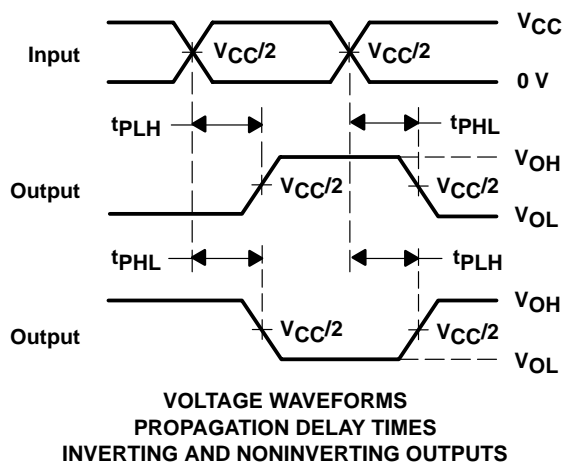 VCC
Input VCC/2 VCC/2
0 V
tPLH tPHL
VOH
Output VCC/2 VCC/2
VOL
tPHL tPLH
VOH
Output VCC/2 VCC/2
VOL
VOLTAGE WAVEFORMS
PROPAGATION DELAY TIMES
INVERTING AND NONINVERTING OUTPUTS